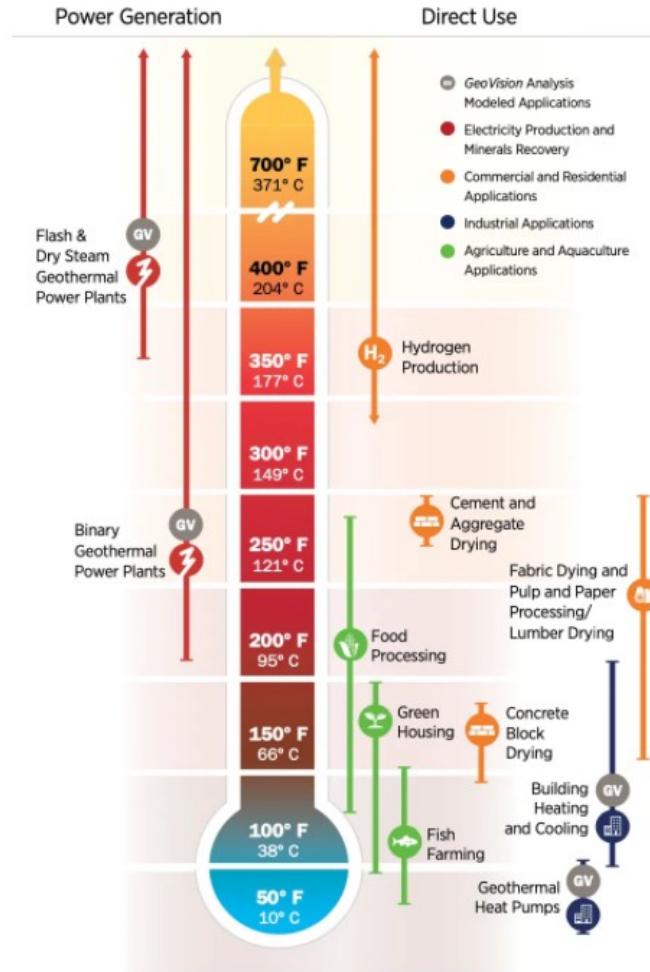 Power Generation
Direct Use
GeoVision Analysis
Modeled Applications
Electricity Production and
Minerals Recovery
Commercial and Residential
Applications
Industrial Applications
Agriculture and Aquaculture
Applications
700° F
371° C
GV
Flash &
Dry Steam
Geothermal
Power Plants
400° F
204° C
350° F
177° C
H₂
Hydrogen
Production
300° F
149° C
GV
Binary
Geothermal
Power Plants
250° F
121° C
Cement and
Aggregate
Drying
Fabric Dying and
Pulp and Paper
Processing/
Lumber Drying
200° F
95° C
Food
Processing
150° F
66° C
Green
Housing
Concrete
Block
Drying
GV
Building
Heating
and Cooling
100° F
38° C
Fish
Farming
GV
Geothermal
Heat Pumps
50° F
10° C